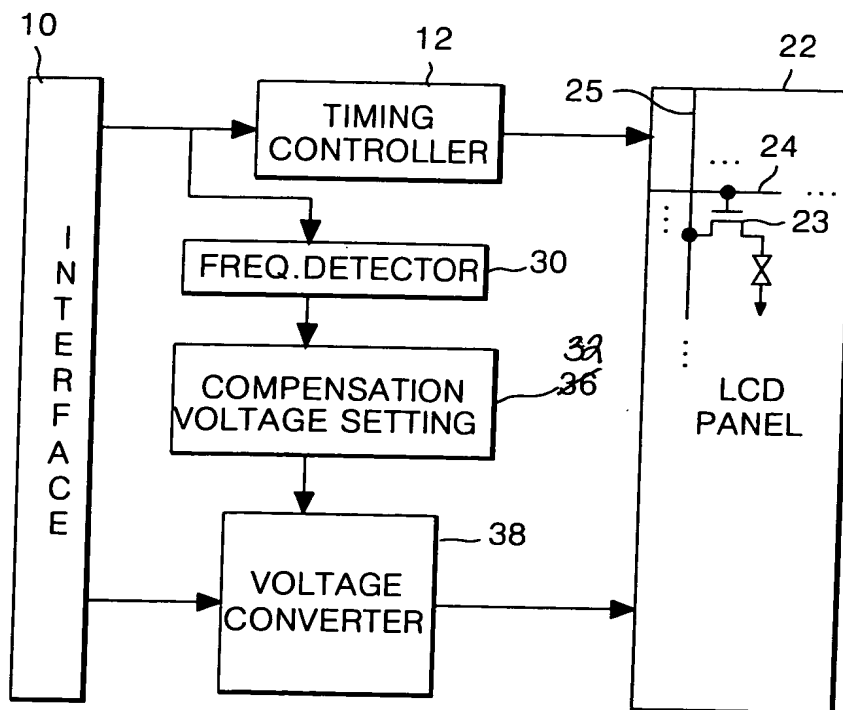 10
12
22
25
TIMING
CONTROLLER
...
24
...
...
23
INTERFACE
FREQ.DETECTOR
30
...
32
36
COMPENSATION
VOLTAGE SETTING
LCD
PANEL
38
VOLTAGE
CONVERTER